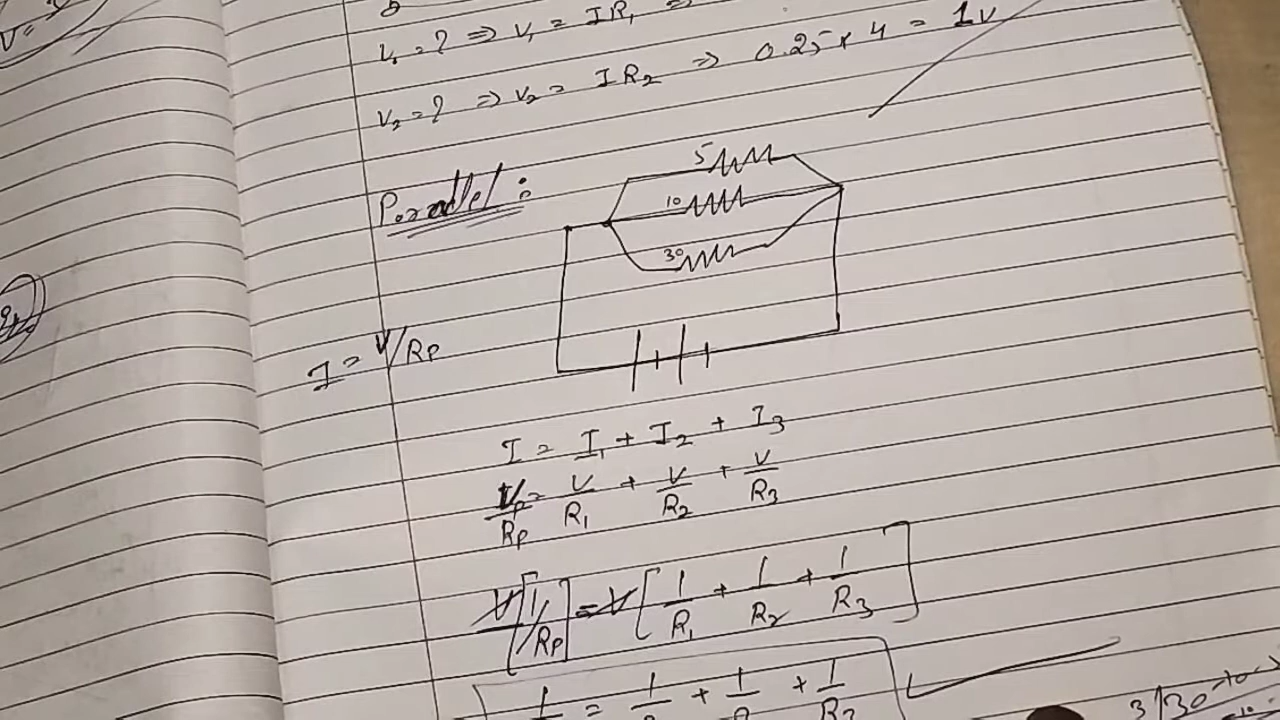 V₁ = ? ⇒ V₁ = IR₁ ⇒
V₂ = ? ⇒ V₂ = IR₂ ⇒ 0.25 × 4 = 1v
Parallel :
5
10
30
I = V/Rp
I = I₁ + I₂ + I₃
Vp/Rp = V/R₁ + V/R₂ + V/R₃
V[1/Rp] = V[1/R₁ + 1/R₂ + 1/R₃]